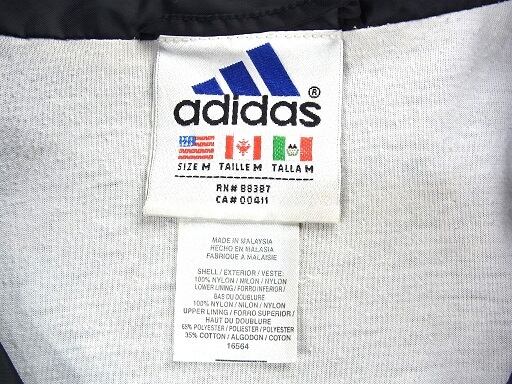 adidas ®
SIZE M TAILLE M TALLA M
RN# 88387
CA# 00411
MADE IN MALAYSIA
HECHO EN MALASIA
FABRIQUE A MALAISIE
SHELL / EXTERIOR / VESTE:
100% NYLON / NILON / NYLON
LOWER LINING / FORRO INFERIOR /
BAS DU DOUBLURE
100% NYLON / NILON / NYLON
UPPER LINING / FORRO SUPERIOR /
HAUT DU DOUBLURE
65% POLYESTER / POLIESTER / POLYESTER
35% COTTON / ALGODON / COTON
16564